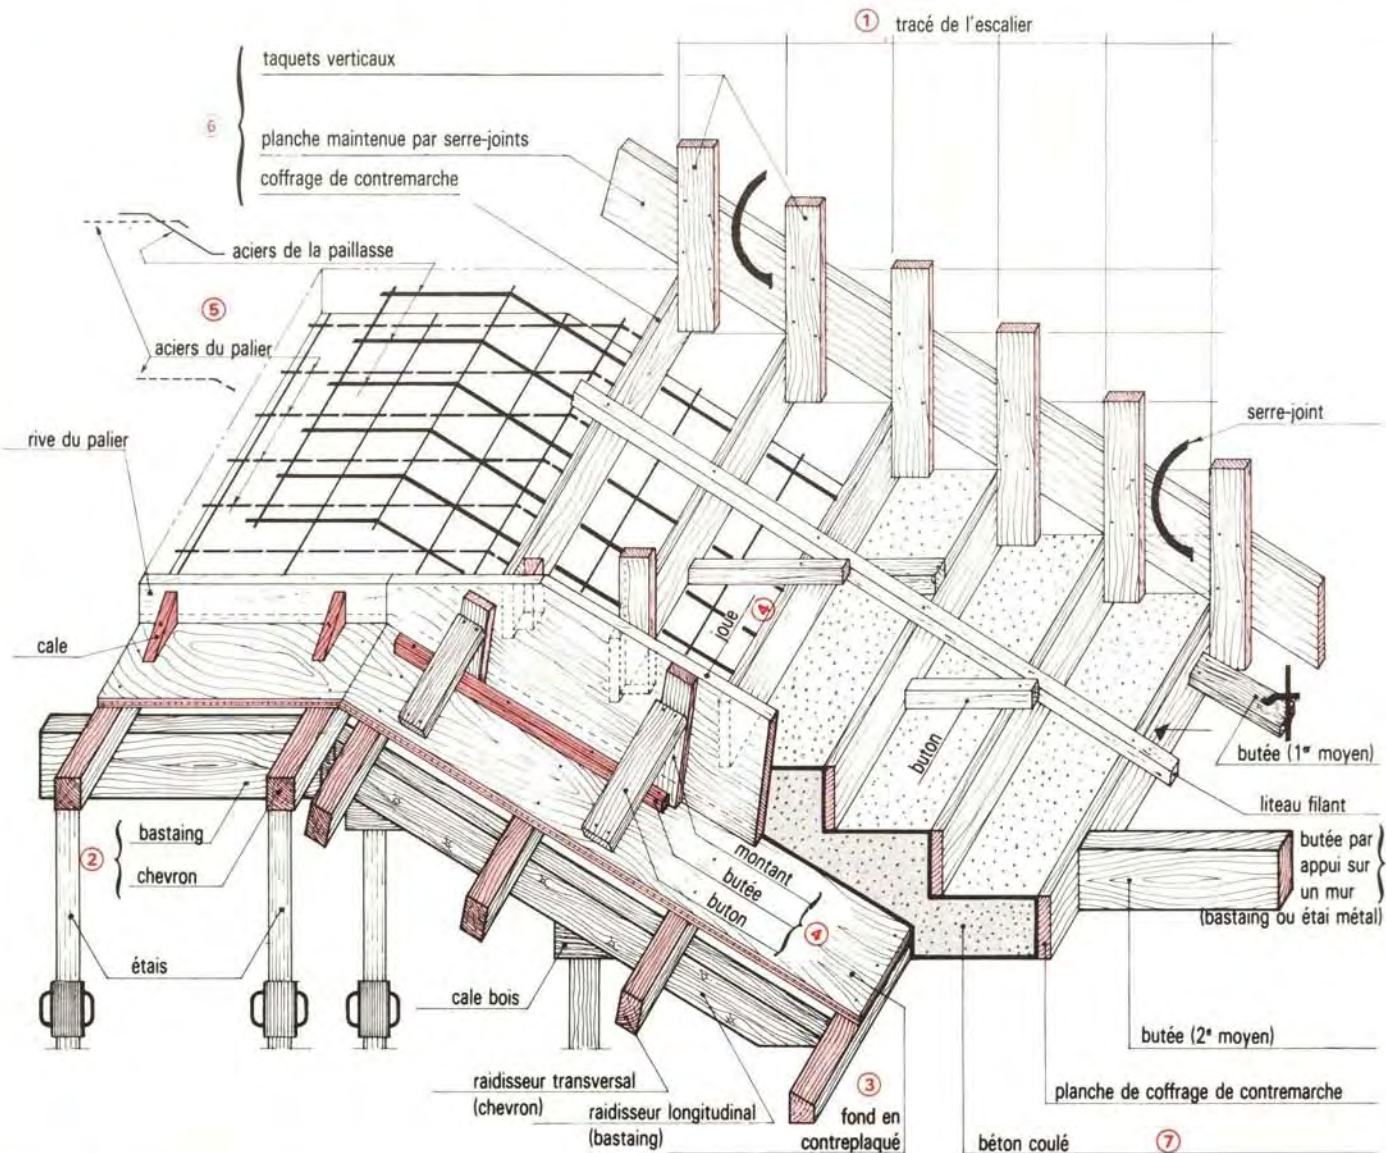 ① tracé de l'escalier
taquets verticaux
⑥
planche maintenue par serre-joints
coffrage de contremarche
aciers de la paillasse
⑤
aciers du palier
serre-joint
rive du palier
joue ④
cale
buton
butée (1er moyen)
liteau filant
② bastaing
chevron
montant
butée
buton
④
butée par
appui sur
un mur
(bastaing ou étai métal)
étais
cale bois
butée (2e moyen)
raidisseur transversal
(chevron)
raidisseur longitudinal
(bastaing)
③
fond en
contreplaqué
planche de coffrage de contremarche
béton coulé ⑦